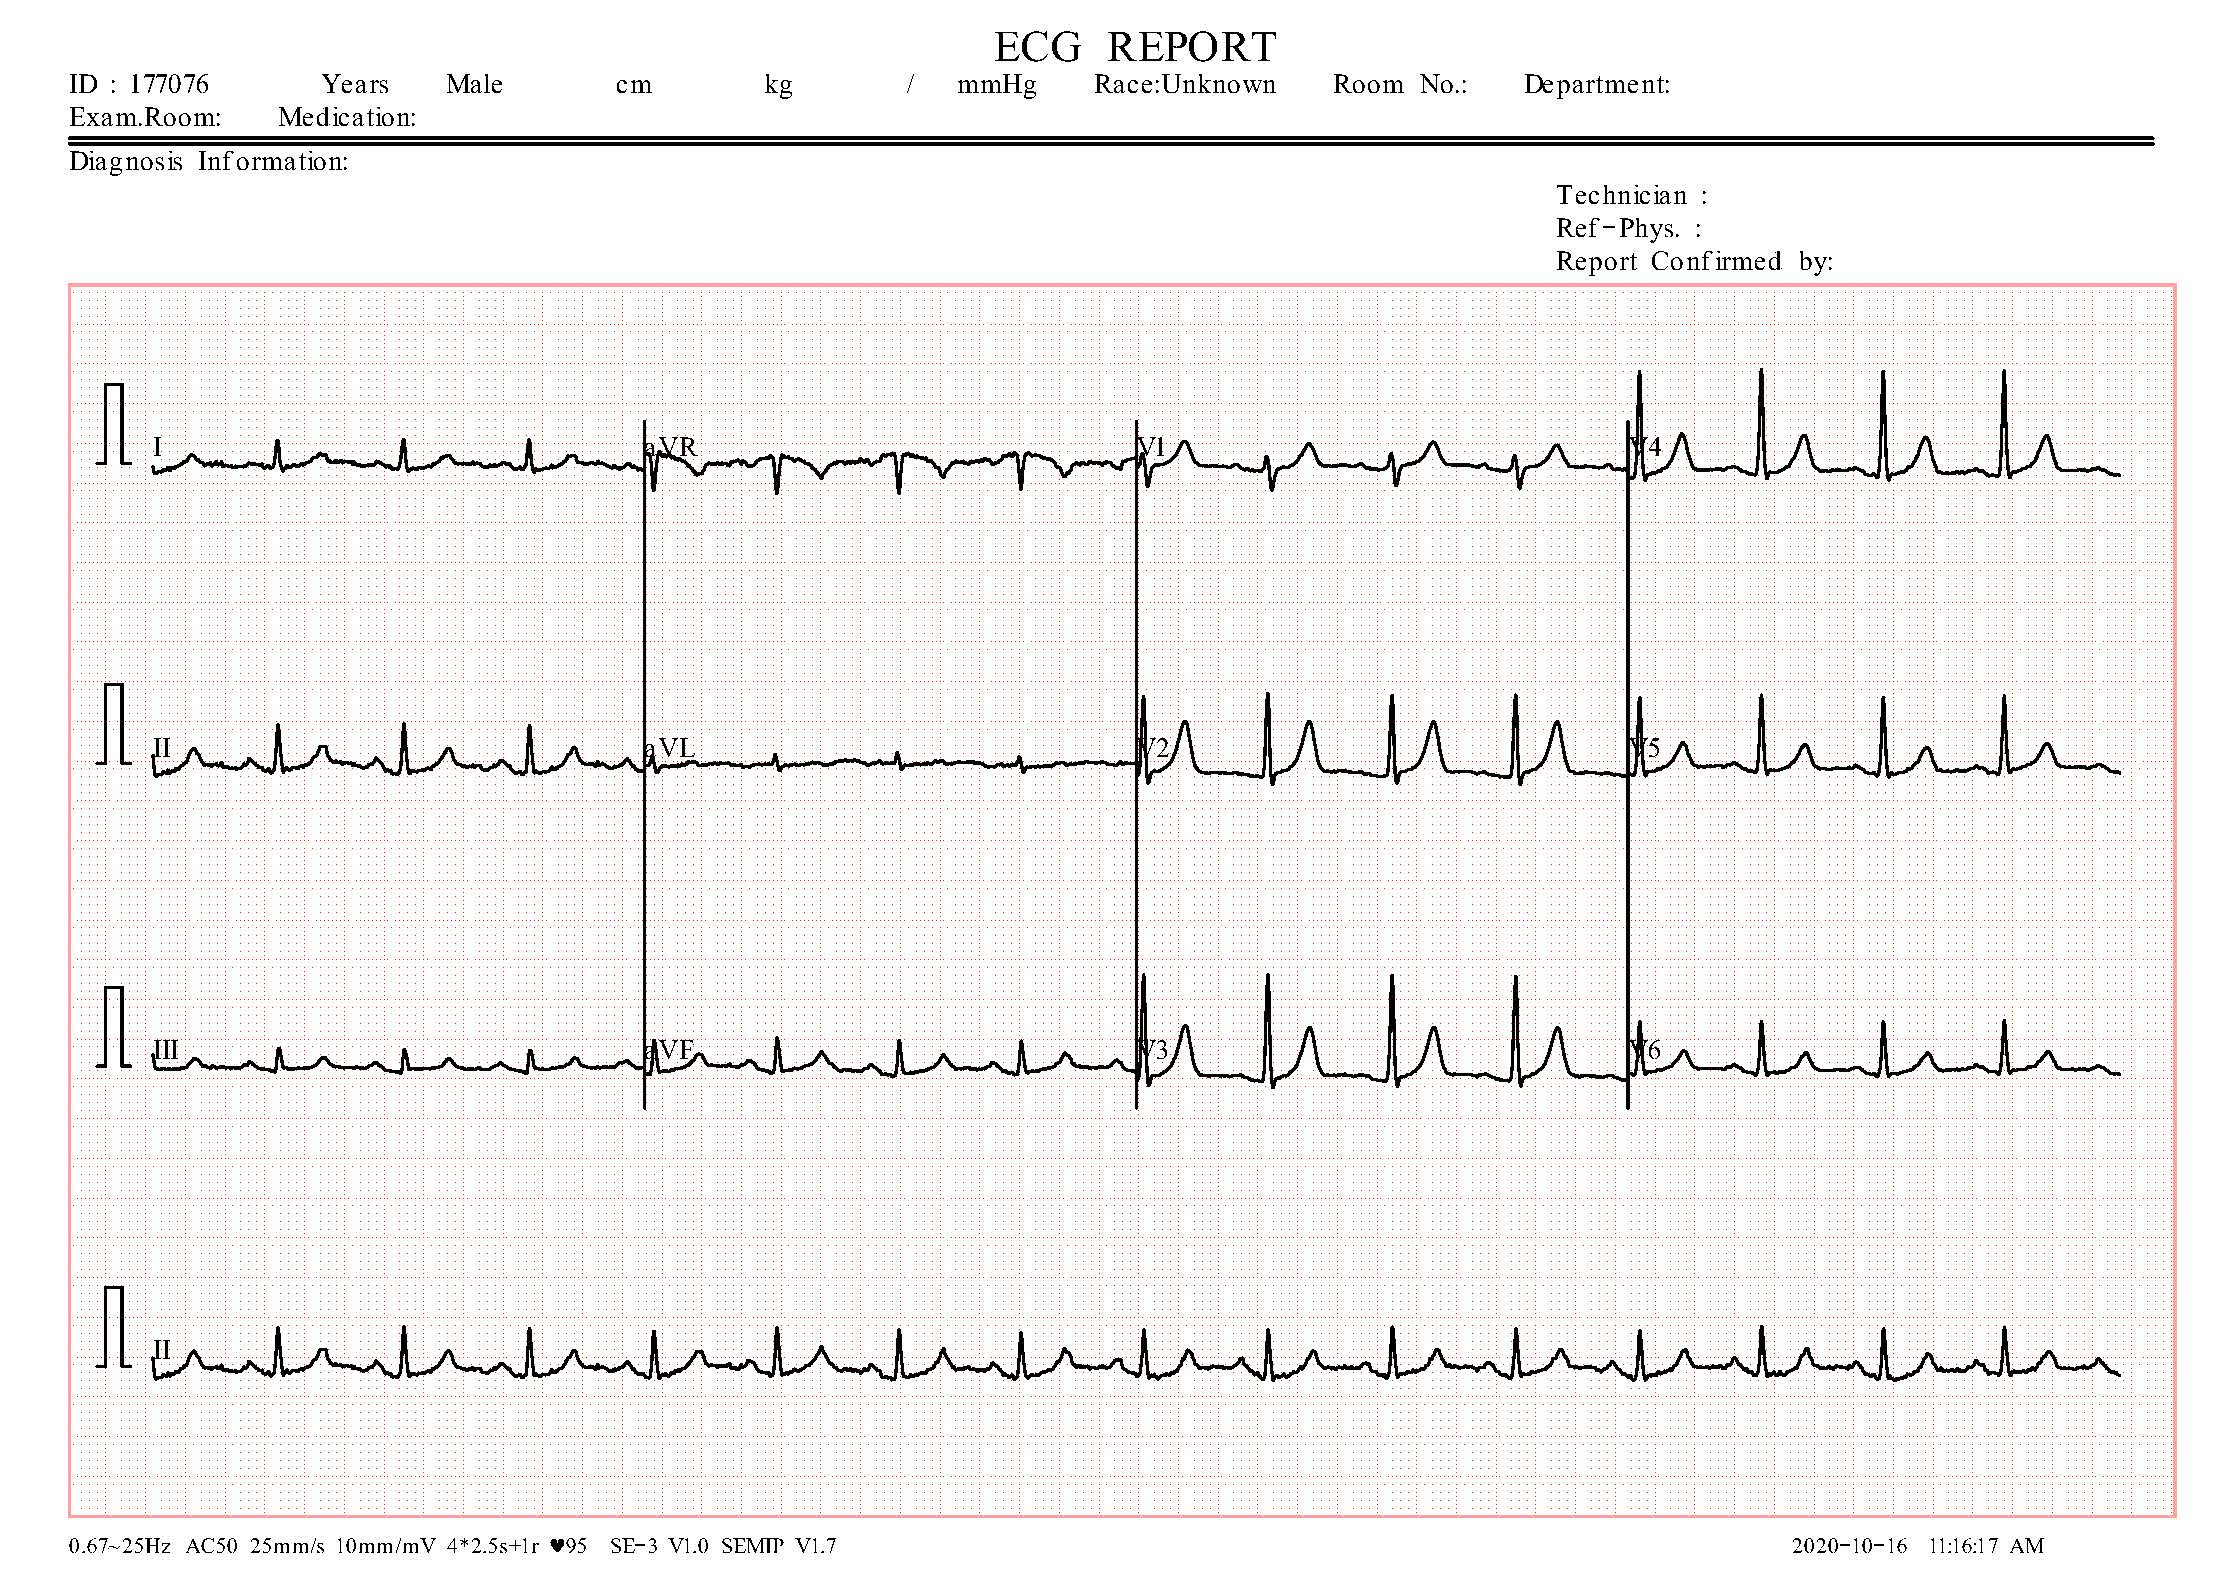 ECG REPORT
ID : 177076 Years Male cm kg / mmHg Race:Unknown Room No.: Department:
Exam.Room: Medication:
Diagnosis Information:
Technician :
Ref-Phys. :
Report Confirmed by:
I aVR V1 V4
II aVL V2 V5
III aVF V3 V6
II
0.67~25Hz AC50 25mm/s 10mm/mV 4*2.5s+1r ♥95 SE-3 V1.0 SEMIP V1.7 2020-10-16 11:16:17 AM